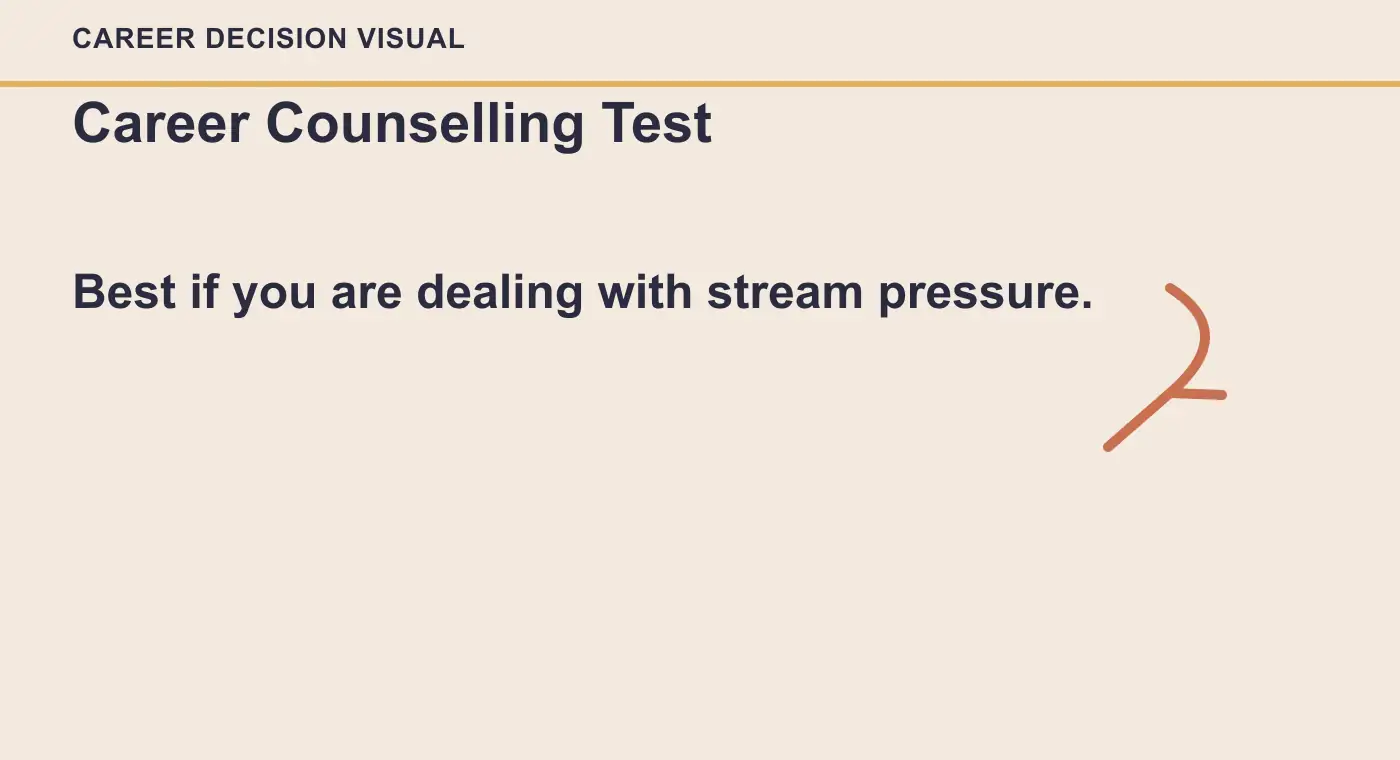 CAREER DECISION VISUAL
Career Counselling Test
Best if you are dealing with stream pressure.